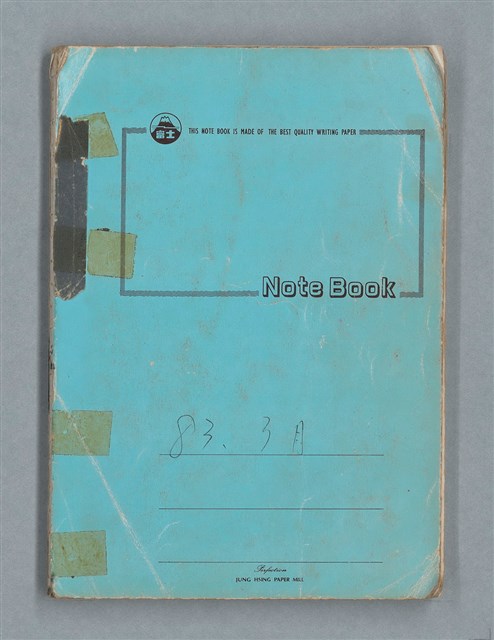 富士
THIS NOTE BOOK IS MADE OF THE BEST QUALITY WRITING PAPER
Note Book
83. 3月
Perfection
JUNG HSING PAPER MILL